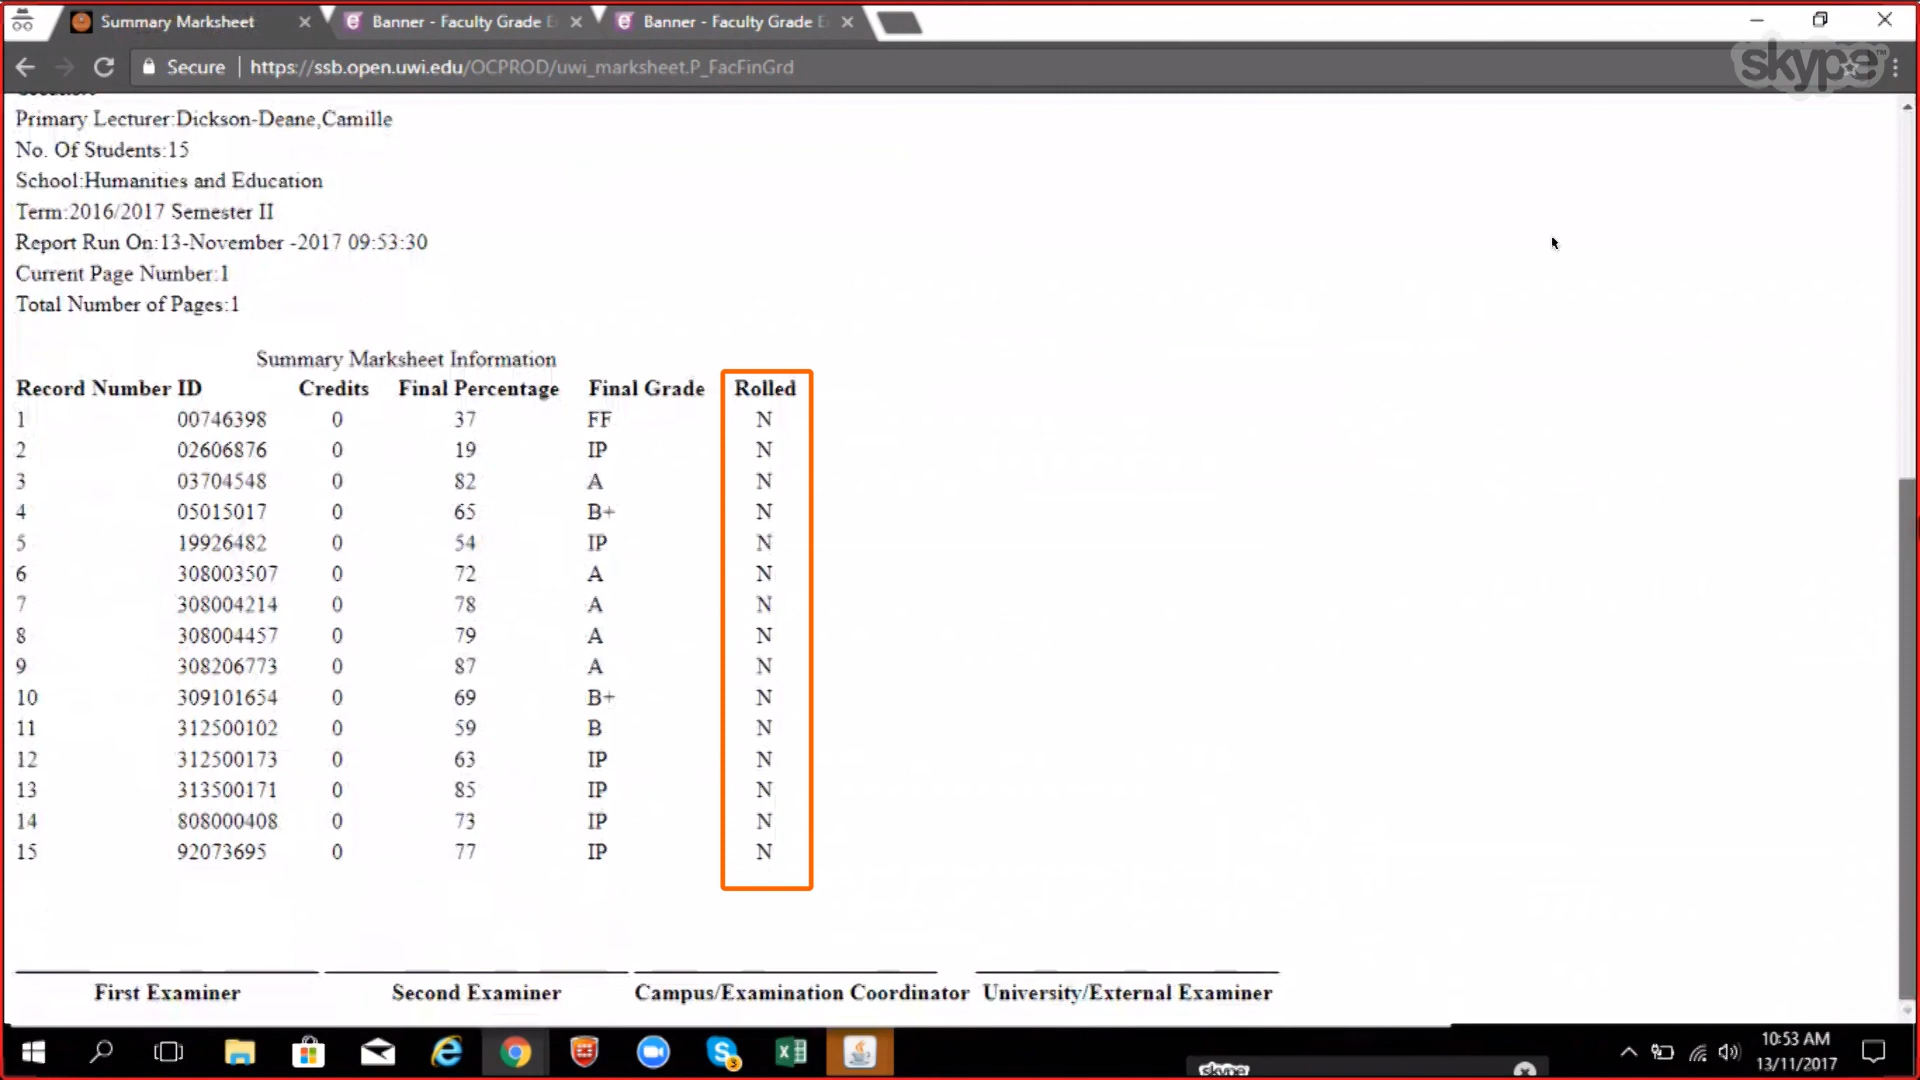 Summary Marksheet
Banner - Faculty Grade E
Banner - Faculty Grade E
Secure https://ssb.open.uwi.edu/OCPROD/uwi_marksheet.P_FacFinGrd
skype™
Primary Lecturer:Dickson-Deane,Camille
No. Of Students:15
School:Humanities and Education
Term:2016/2017 Semester II
Report Run On:13-November -2017 09:53:30
Current Page Number:1
Total Number of Pages:1
Summary Marksheet Information
Record Number ID Credits Final Percentage Final Grade Rolled
1 00746398 0 37 FF N
2 02606876 0 19 IP N
3 03704548 0 82 A N
4 05015017 0 65 B+ N
5 19926482 0 54 IP N
6 308003507 0 72 A N
7 308004214 0 78 A N
8 308004457 0 79 A N
9 308206773 0 87 A N
10 309101654 0 69 B+ N
11 312500102 0 59 B N
12 312500173 0 63 IP N
13 313500171 0 85 IP N
14 808000408 0 73 IP N
15 92073695 0 77 IP N
First Examiner Second Examiner Campus/Examination Coordinator University/External Examiner
3
skype
10:53 AM
13/11/2017